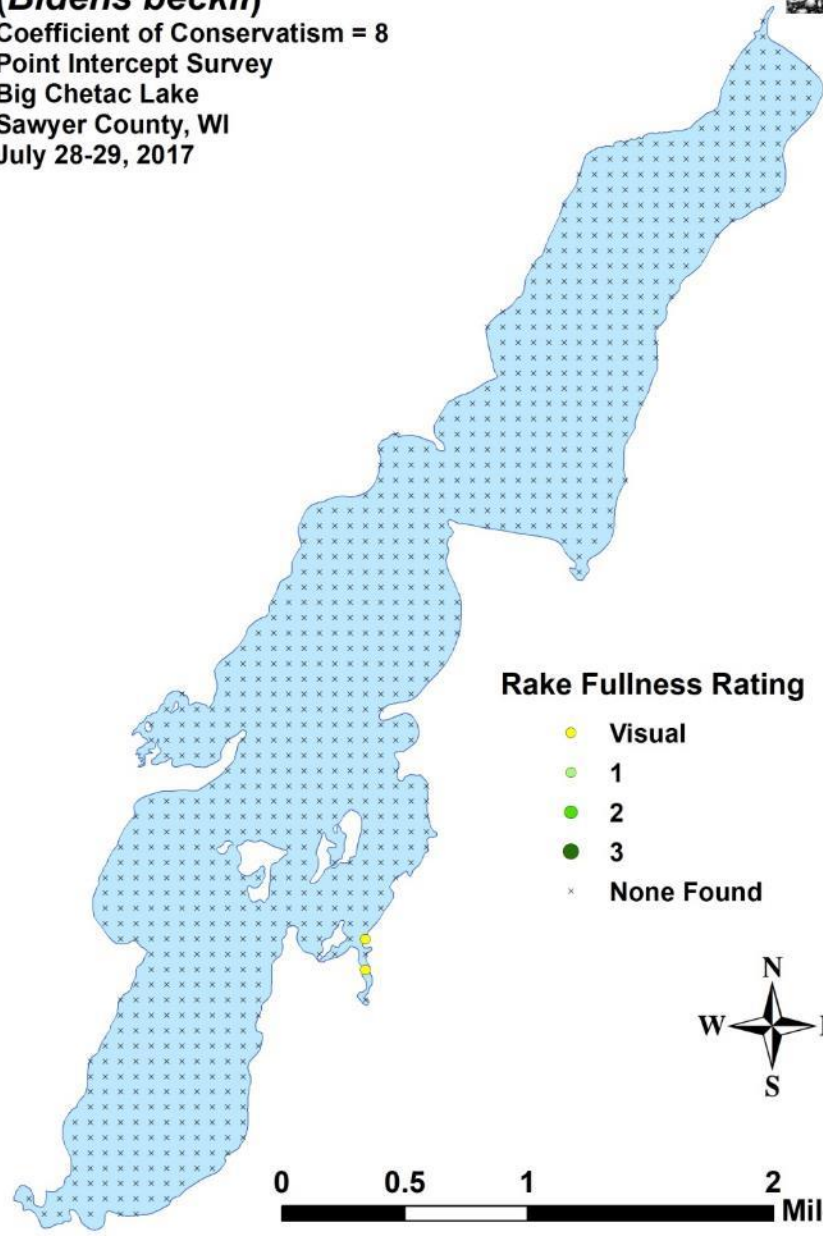 (Bidens beckii)
Coefficient of Conservatism = 8
Point Intercept Survey
Big Chetac Lake
Sawyer County, WI
July 28-29, 2017
Rake Fullness Rating
Visual
1
2
3
None Found
N
W
S
0 0.5 1 2
Mil